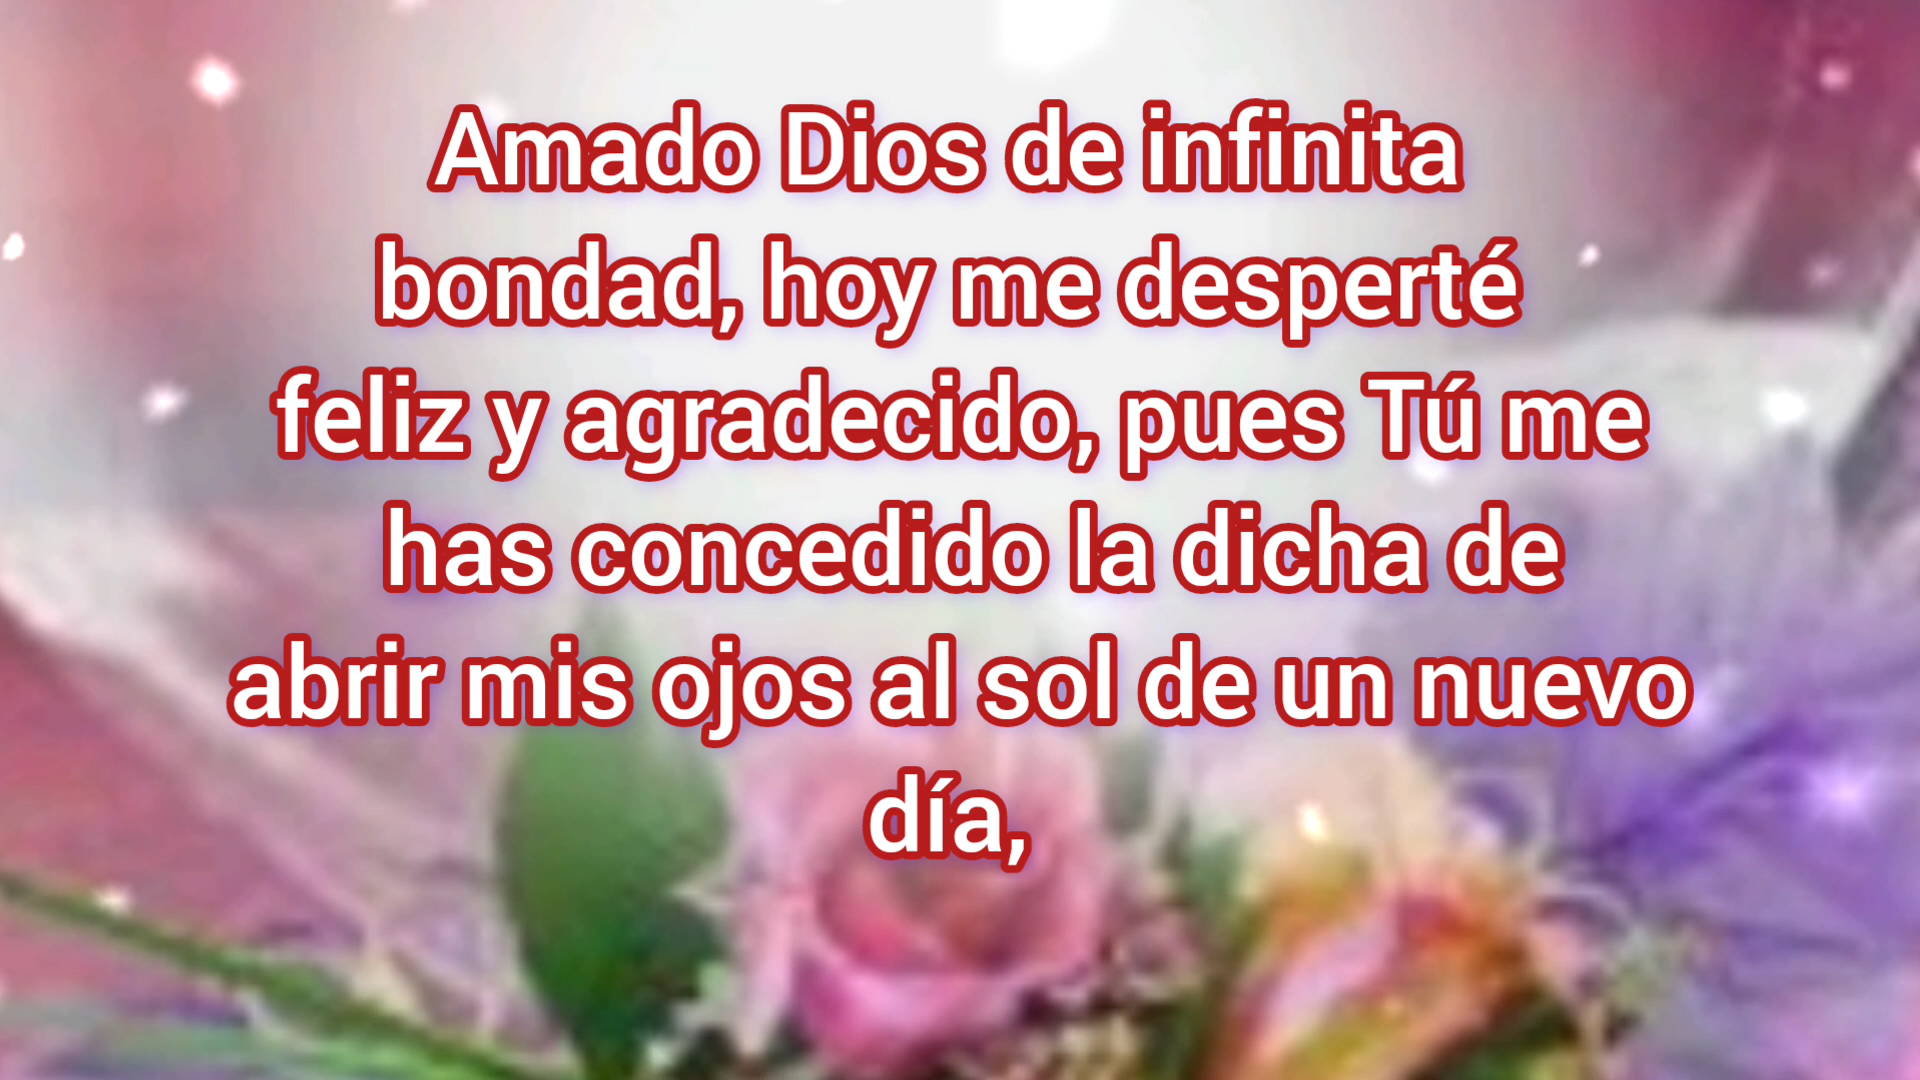 Amado Dios de infinita
bondad, hoy me desperté
feliz y agradecido, pues Tú me
has concedido la dicha de
abrir mis ojos al sol de un nuevo
día,